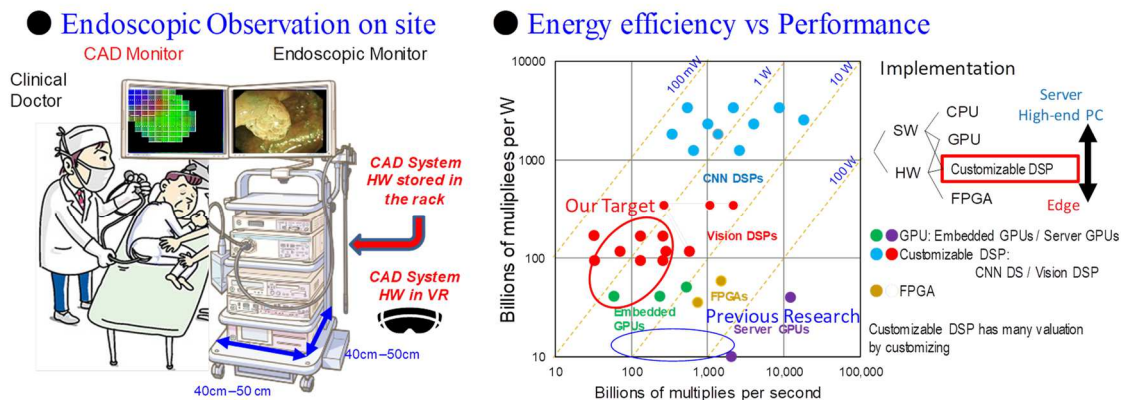 ● Endoscopic Observation on site
CAD Monitor
Endoscopic Monitor
Clinical
Doctor
CAD System
HW stored in
the rack
CAD System
HW in VR
40cm–50cm
40cm–50 cm
● Energy efficiency vs Performance
Billions of mulipliees per W
10000
1000
100
10
100 mW
1 W
10 W
100 W
CNN DSPs
Our Target
Vision DSPs
FPGAs
Embedded
GPUs
Previous Research
Server GPUs
10
100
1,000
10,000
100,000
Billions of multiplies per second
Implementation
Server
High-end PC
SW
HW
CPU
GPU
Customizable DSP
FPGA
Edge
GPU: Embedded GPUs / Server GPUs
Customizable DSP:
CNN DS / Vision DSP
FPGA
Customizable DSP has many valuation
by customizing